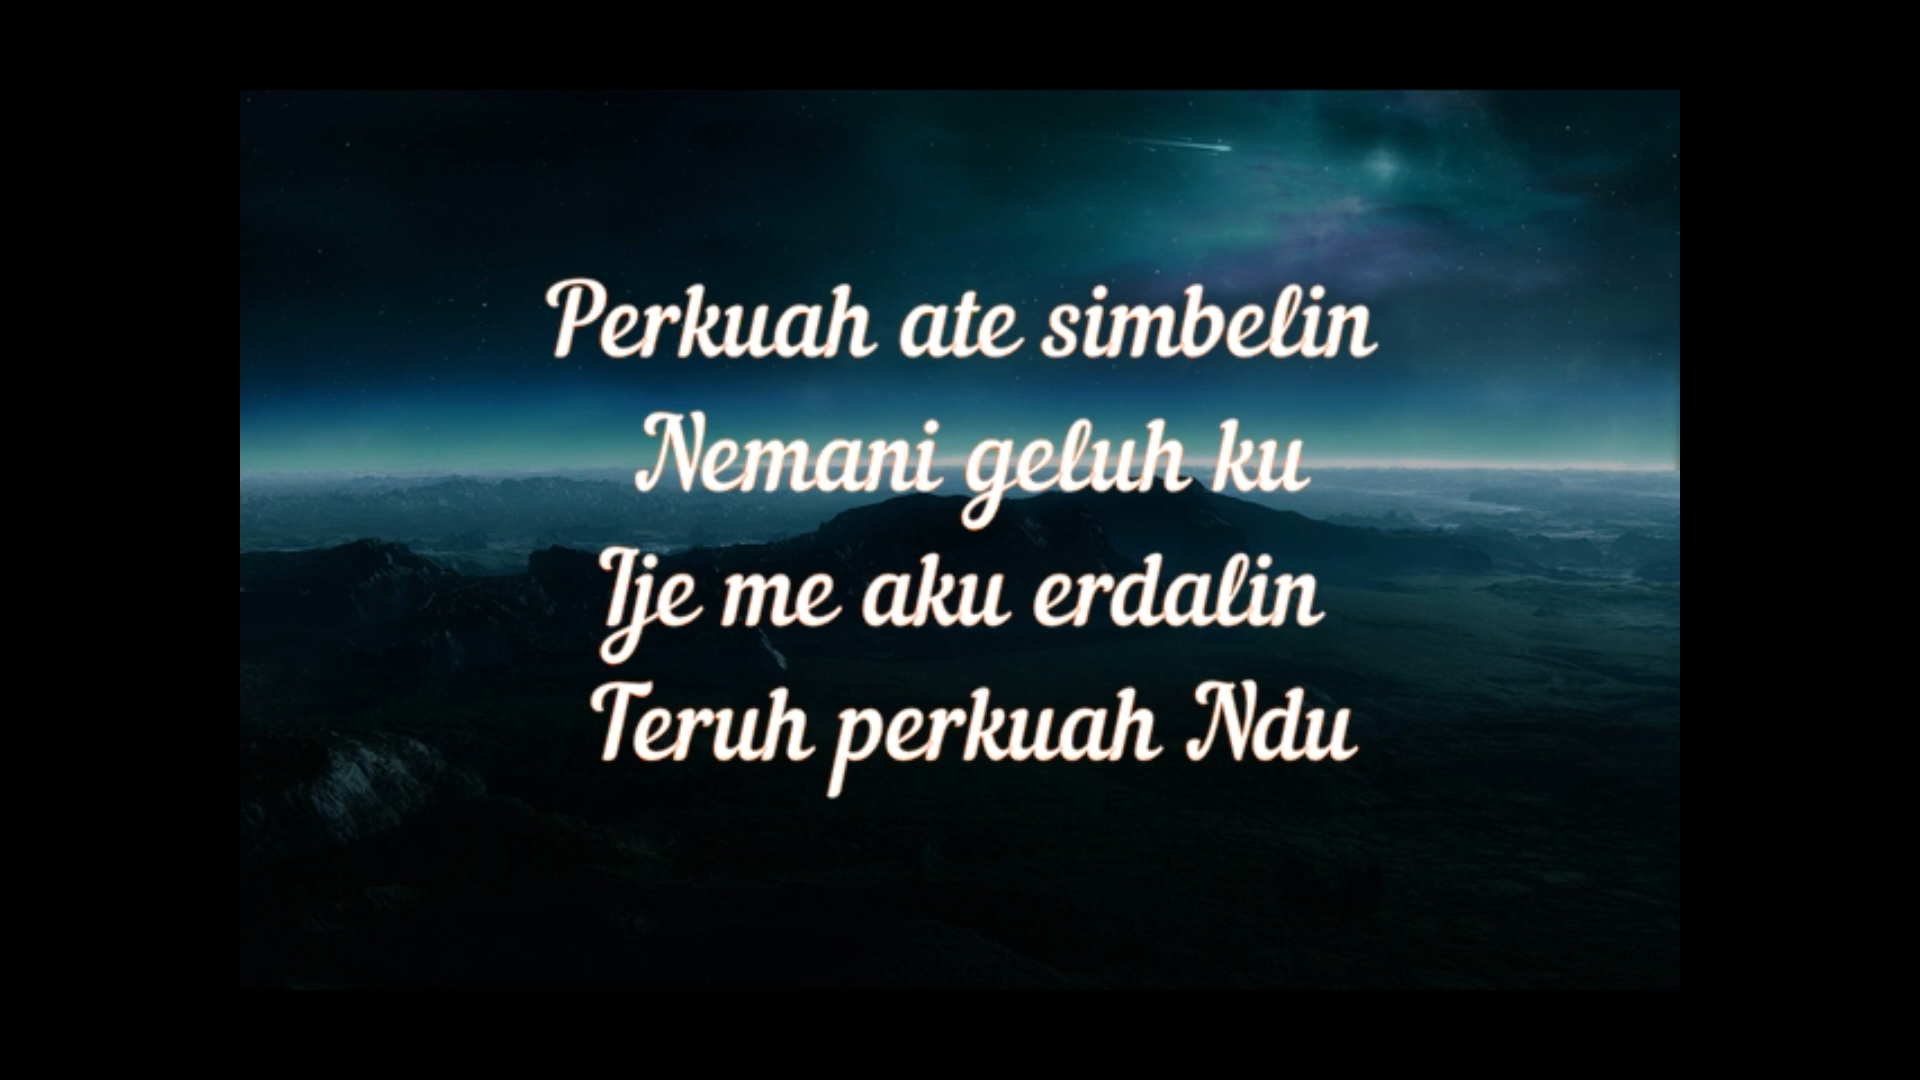 Perkuah ate simbelin
Nemani geluh ku
Ije me aku erdalin
Teruh perkuah Ndu